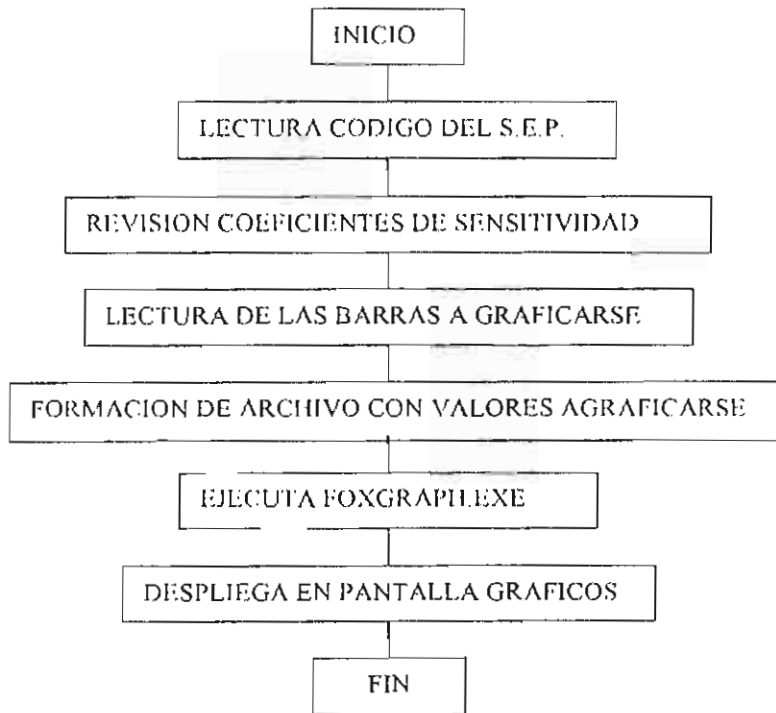 INICIO
LECTURA CODIGO DEL S.E.P.
REVISION COEFICIENTES DE SENSITIVIDAD
LECTURA DE LAS BARRAS A GRAFICARSE
FORMACION DE ARCHIVO CON VALORES AGRAFICARSE
EJECUTA FOXGRAPH.EXE
DESPLIEGA EN PANTALLA GRAFICOS
FIN